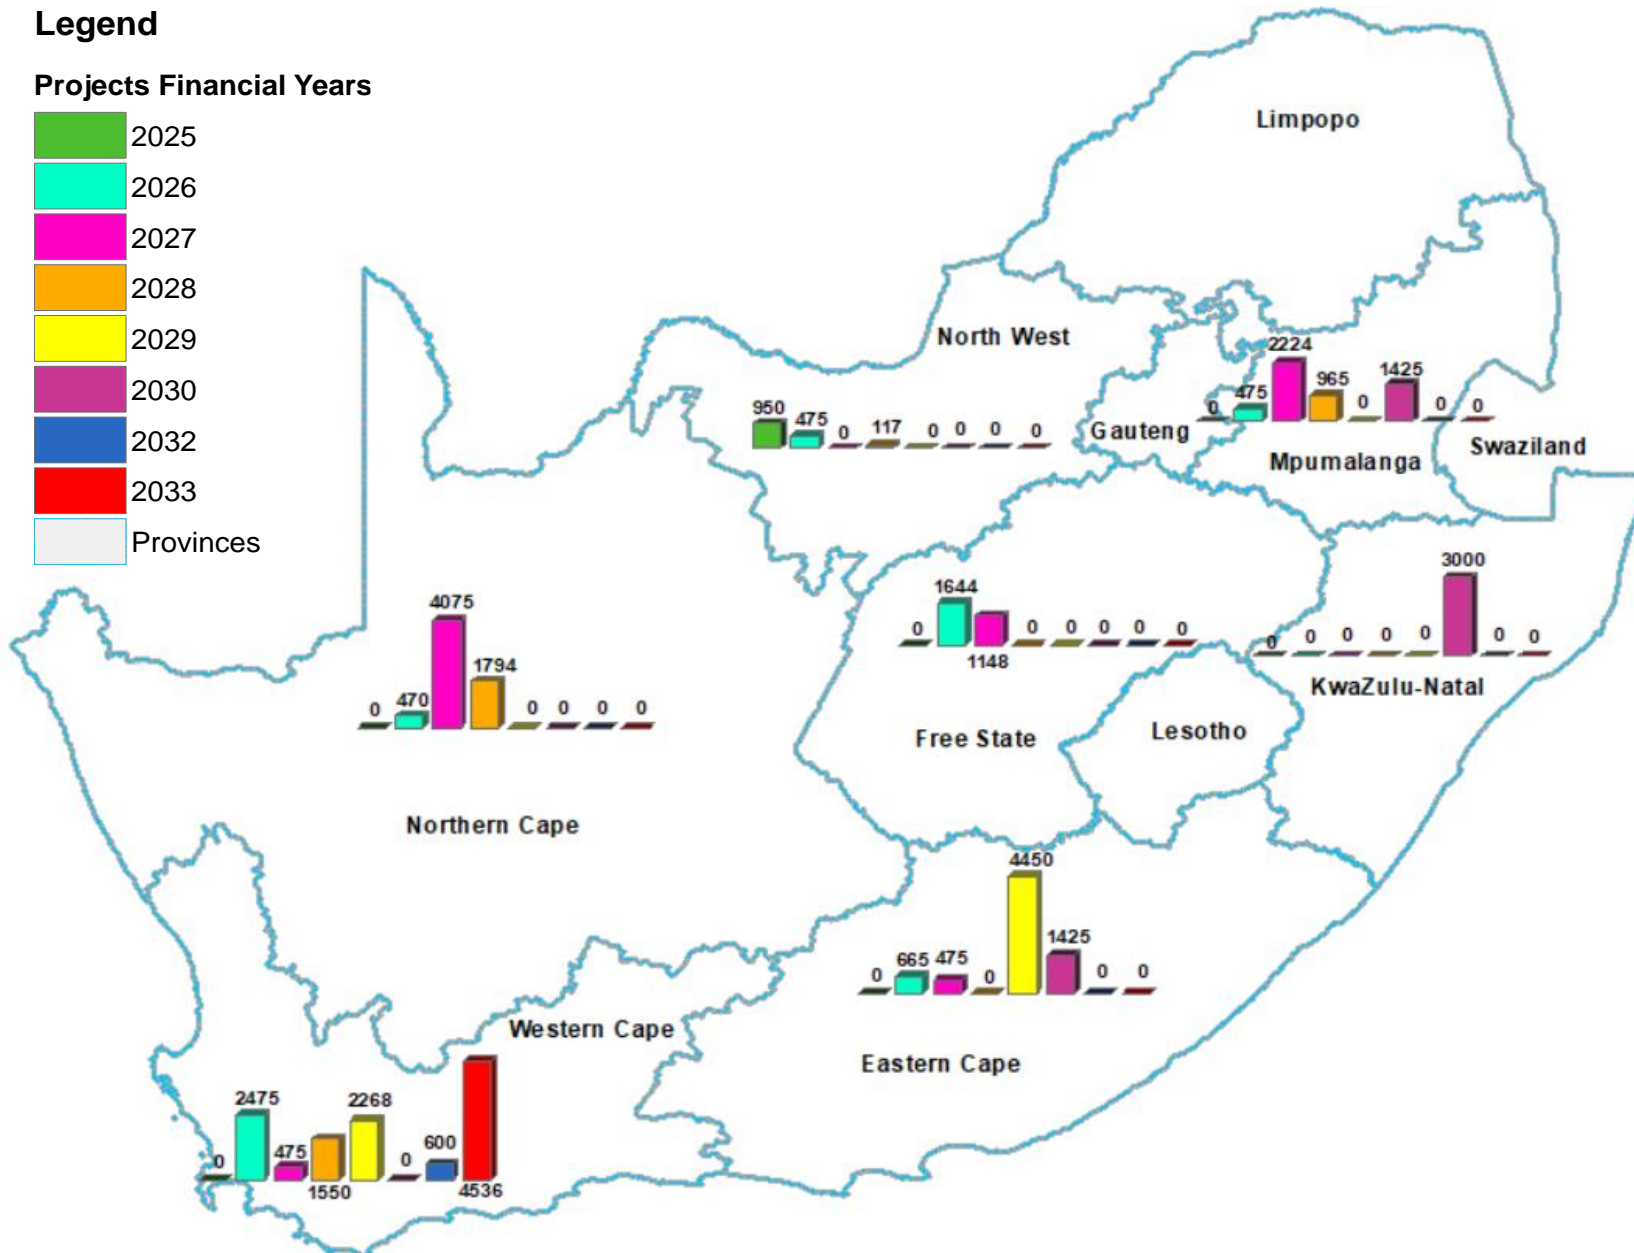 Legend
Projects Financial Years
2025
2026
2027
2028
2029
2030
2032
2033
Provinces
Limpopo
North West
950 475 0 117 0 0 0 0
Gauteng
0 475 2224 965 0 1425 0 0
Mpumalanga
Swaziland
0 1644 1148 0 0 0 0 0
Free State
Lesotho
0 0 0 0 0 3000 0 0
KwaZulu-Natal
0 470 4075 1794 0 0 0 0
Northern Cape
0 665 475 0 4450 1425 0 0
Eastern Cape
Western Cape
0 2475 475 1550 2268 0 600 4536